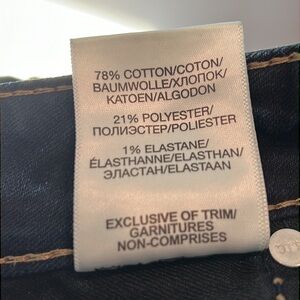 78% COTTON/COTON/
BAUMWOLLE/ХЛОПОК/
KATOEN/ALGODON
21% POLYESTER/
ПОЛИЭСТЕР/POLIESTER
1% ELASTANE/
ÉLASTHANNE/ELASTHAN/
ЭЛАСТАН/ELASTAAN
EXCLUSIVE OF TRIM/
GARNITURES
NON-COMPRISES